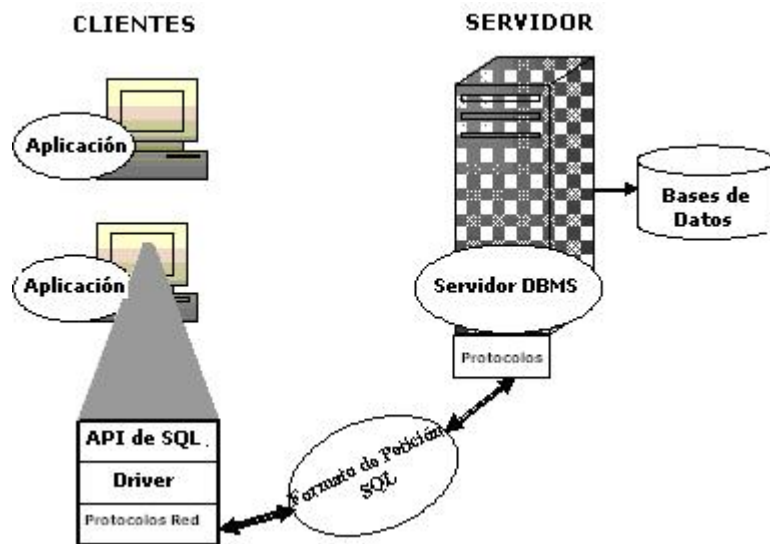 CLIENTES
SERVIDOR
Aplicación
Bases de
Datos
Aplicación
Servidor DBMS
Protocolos
API de SQL
Driver
Protocolos Red
Formato de Petición
SQL